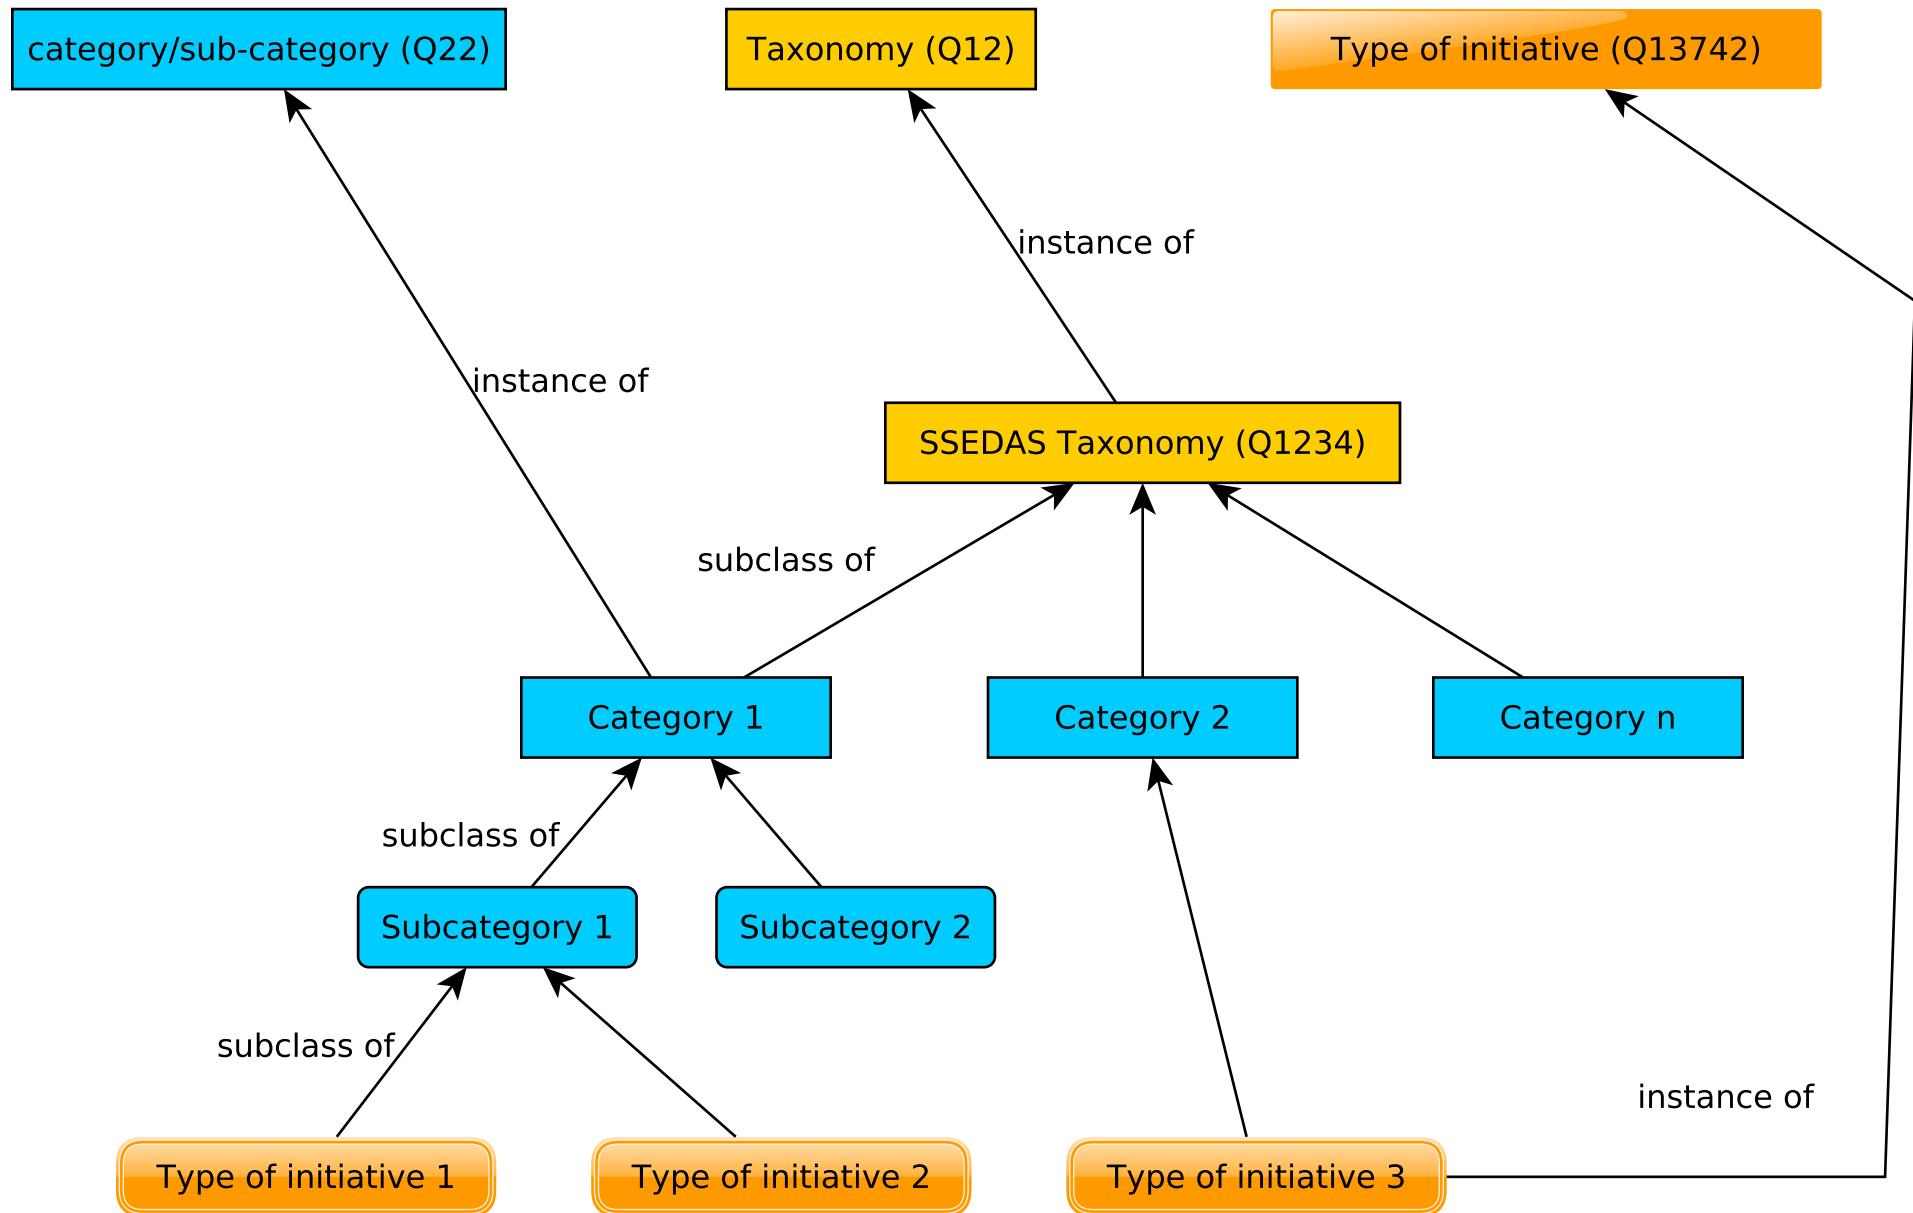 category/sub-category (Q22)
Taxonomy (Q12)
Type of initiative (Q13742)
instance of
instance of
SSEDAS Taxonomy (Q1234)
subclass of
Category 1
Category 2
Category n
subclass of
Subcategory 1
Subcategory 2
subclass of
instance of
Type of initiative 1
Type of initiative 2
Type of initiative 3